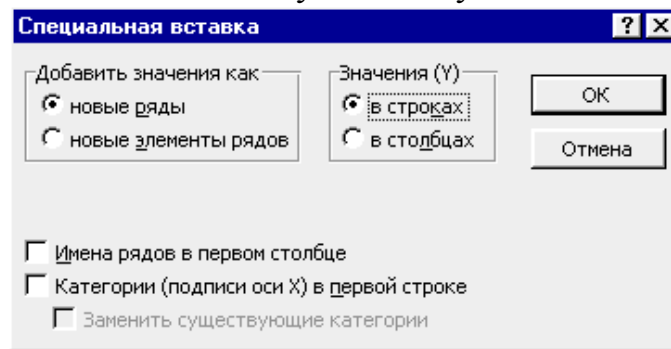 Специальная вставка
Добавить значения как
новые ряды
новые элементы рядов
Значения (Y)
в строках
в столбцах
ОК
Отмена
Имена рядов в первом столбце
Категории (подписи оси X) в первой строке
Заменить существующие категории